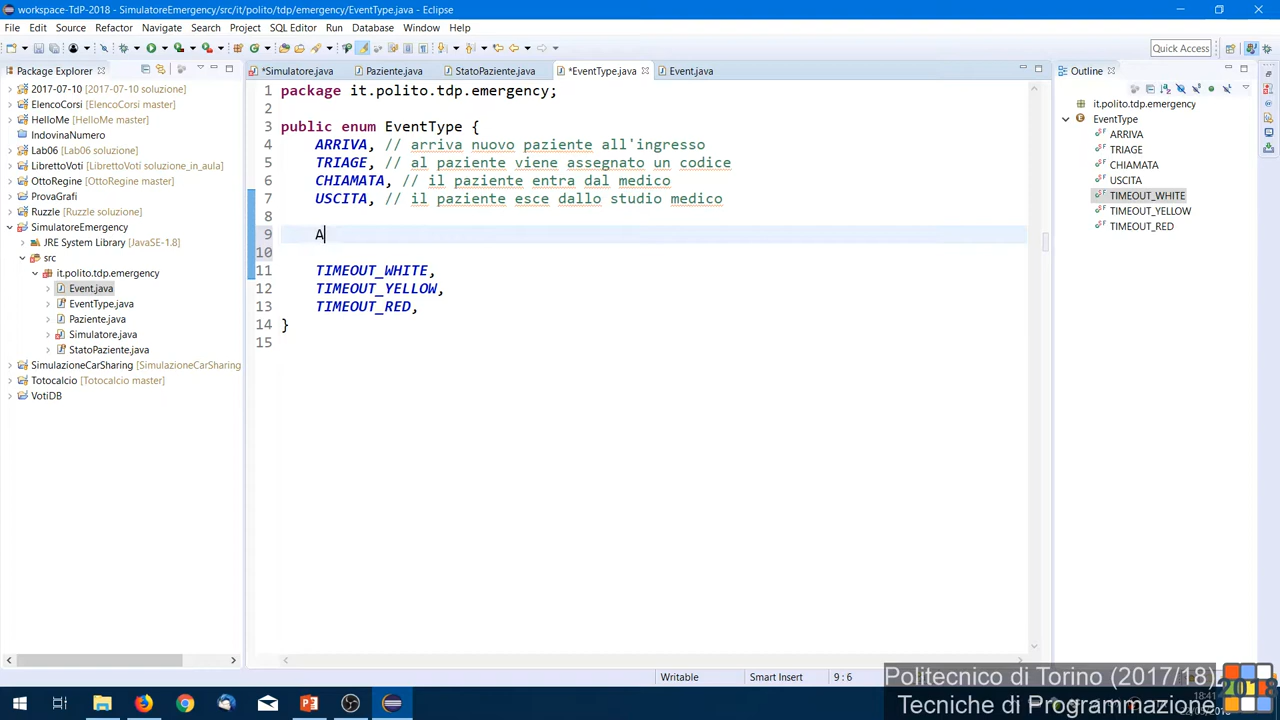 workspace-TdP-2018 - SimulatoreEmergency/src/it/polito/tdp/emergency/EventType.java - Eclipse
File Edit Source Refactor Navigate Search Project SQL Editor Run Database Window Help
Quick Access
Package Explorer
*Simulatore.java Paziente.java StatoPaziente.java *EventType.java Event.java
Outline
2017-07-10 [2017-07-10 soluzione]
ElencoCorsi [ElencoCorsi master]
HelloMe [HelloMe master]
IndovinaNumero
Lab06 [Lab06 soluzione]
LibrettoVoti [LibrettoVoti soluzione_in_aula]
OttoRegine [OttoRegine master]
ProvaGrafi
Ruzzle [Ruzzle soluzione]
SimulatoreEmergency
JRE System Library [JavaSE-1.8]
src
it.polito.tdp.emergency
Event.java
EventType.java
Paziente.java
Simulatore.java
StatoPaziente.java
SimulazioneCarSharing [SimulazioneCarSharing
Totocalcio [Totocalcio master]
VotiDB
1 package it.polito.tdp.emergency;
2
3 public enum EventType {
4 ARRIVA, // arriva nuovo paziente all'ingresso
5 TRIAGE, // al paziente viene assegnato un codice
6 CHIAMATA, // il paziente entra dal medico
7 USCITA, // il paziente esce dallo studio medico
8
9 A
10
11 TIMEOUT_WHITE,
12 TIMEOUT_YELLOW,
13 TIMEOUT_RED,
14 }
15
it.polito.tdp.emergency
EventType
ARRIVA
TRIAGE
CHIAMATA
USCITA
TIMEOUT_WHITE
TIMEOUT_YELLOW
TIMEOUT_RED
Writable Smart Insert 9 : 6
Politecnico di Torino (2017/18)
Tecniche di Programmazione
2018
18:41